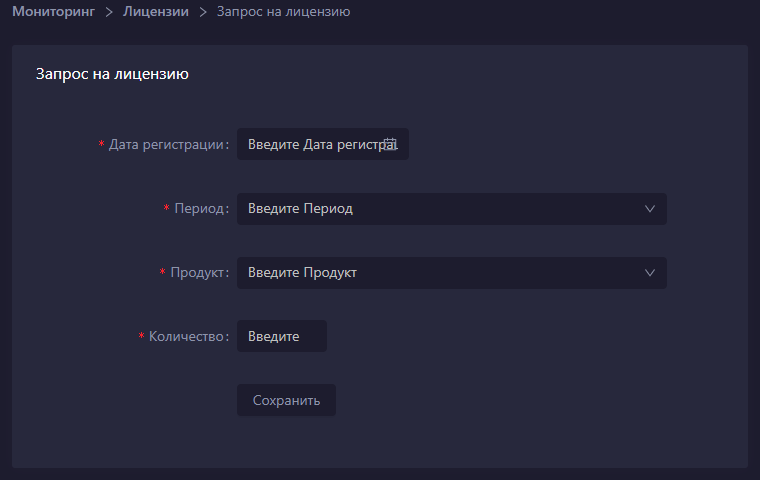 Мониторинг > Лицензии > Запрос на лицензию
Запрос на лицензию
* Дата регистрации: Введите Дата регистра
* Период: Введите Период
* Продукт: Введите Продукт
* Количество: Введите
Сохранить